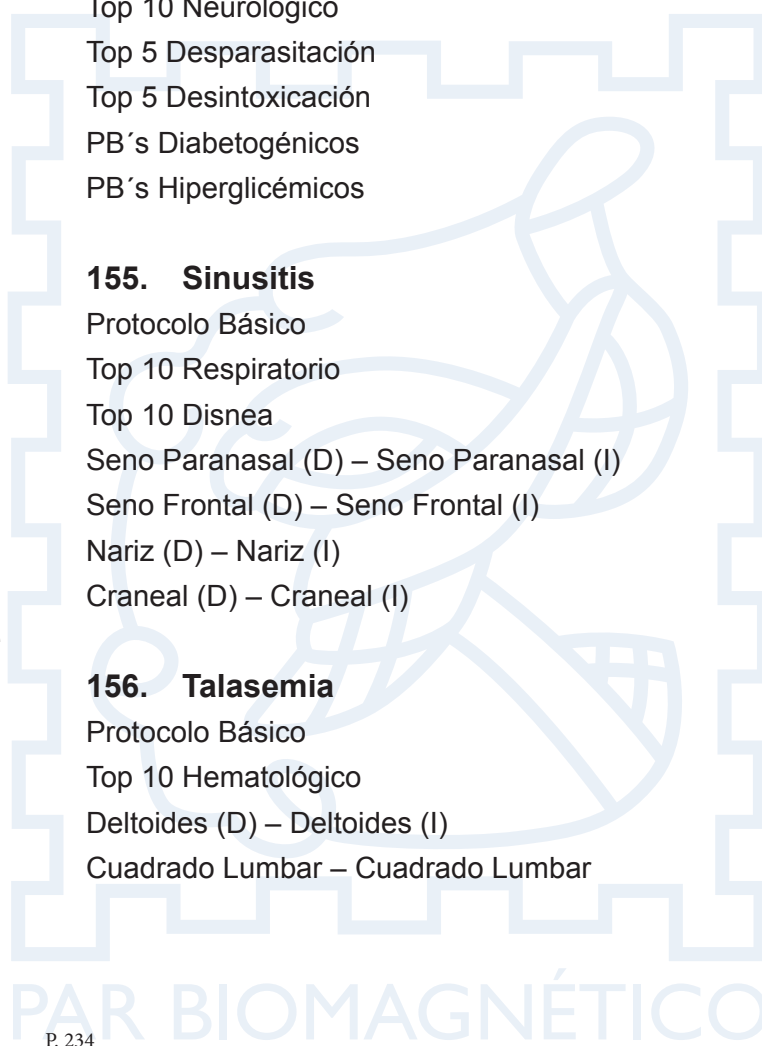 Top 10 Neurológico
Top 5 Desparasitación
Top 5 Desintoxicación
PB´s Diabetogénicos
PB´s Hiperglicémicos
155. Sinusitis
Protocolo Básico
Top 10 Respiratorio
Top 10 Disnea
Seno Paranasal (D) – Seno Paranasal (I)
Seno Frontal (D) – Seno Frontal (I)
Nariz (D) – Nariz (I)
Craneal (D) – Craneal (I)
156. Talasemia
Protocolo Básico
Top 10 Hematológico
Deltoides (D) – Deltoides (I)
Cuadrado Lumbar – Cuadrado Lumbar
PAR BIOMAGNÉTICO
P. 234